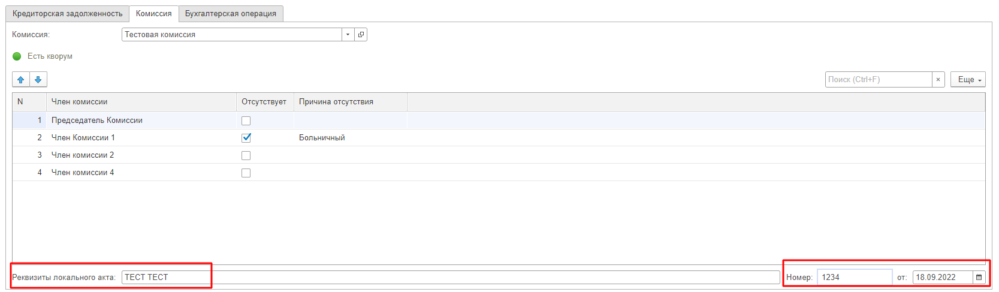 Кредиторская задолженность Комиссия Бухгалтерская операция
Комиссия: Тестовая комиссия
Есть кворум
Поиск (Ctrl+F) × Еще
N Член комиссии Отсутствует Причина отсутствия
1 Председатель Комиссии
2 Член Комиссии 1 Больничный
3 Член комиссии 2
4 Член комиссии 4
Реквизиты локального акта: ТЕСТ ТЕСТ Номер: 1234 от: 18.09.2022